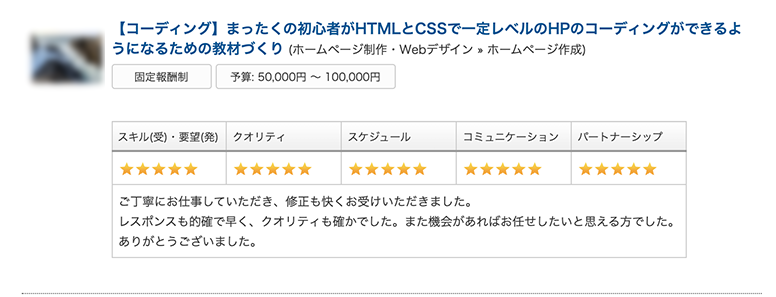 【コーディング】まったくの初心者がHTMLとCSSで一定レベルのHPのコーディングができるよ
うになるための教材づくり (ホームページ制作・Webデザイン » ホームページ作成)
固定報酬制 予算: 50,000円 〜 100,000円
スキル(受)・要望(発) クオリティ スケジュール コミュニケーション パートナーシップ
ご丁寧にお仕事していただき、修正も快くお受けいただきました。
レスポンスも的確で早く、クオリティも確かでした。また機会があればお任せしたいと思える方でした。
ありがとうございました。